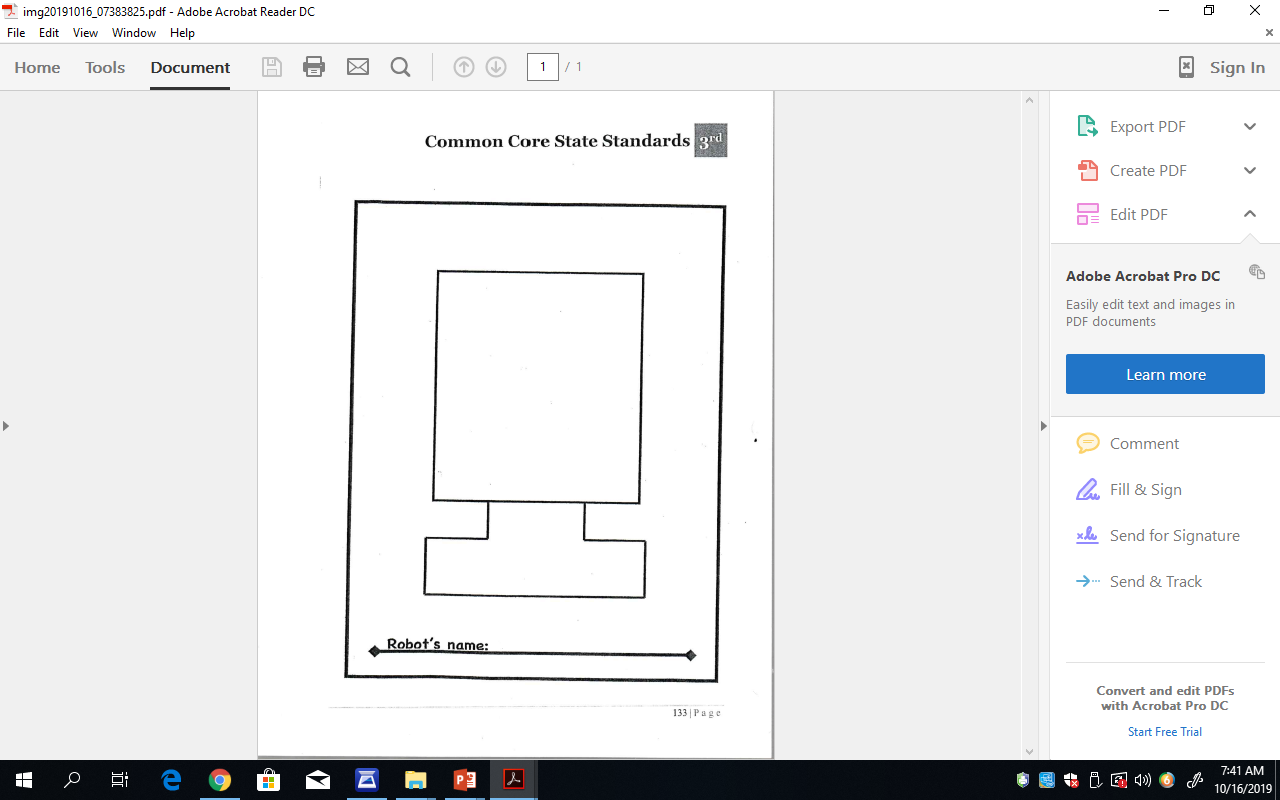 img20191016_07383825.pdf - Adobe Acrobat Reader DC
File Edit View Window Help
Home Tools Document 1 / 1 Sign In
Common Core State Standards 3rd
Robot's name:
133 | P a g e
Export PDF
Create PDF
Edit PDF
Adobe Acrobat Pro DC
Easily edit text and images in
PDF documents
Learn more
Comment
Fill & Sign
Send for Signature
Send & Track
Convert and edit PDFs
with Acrobat Pro DC
Start Free Trial
7:41 AM
10/16/2019